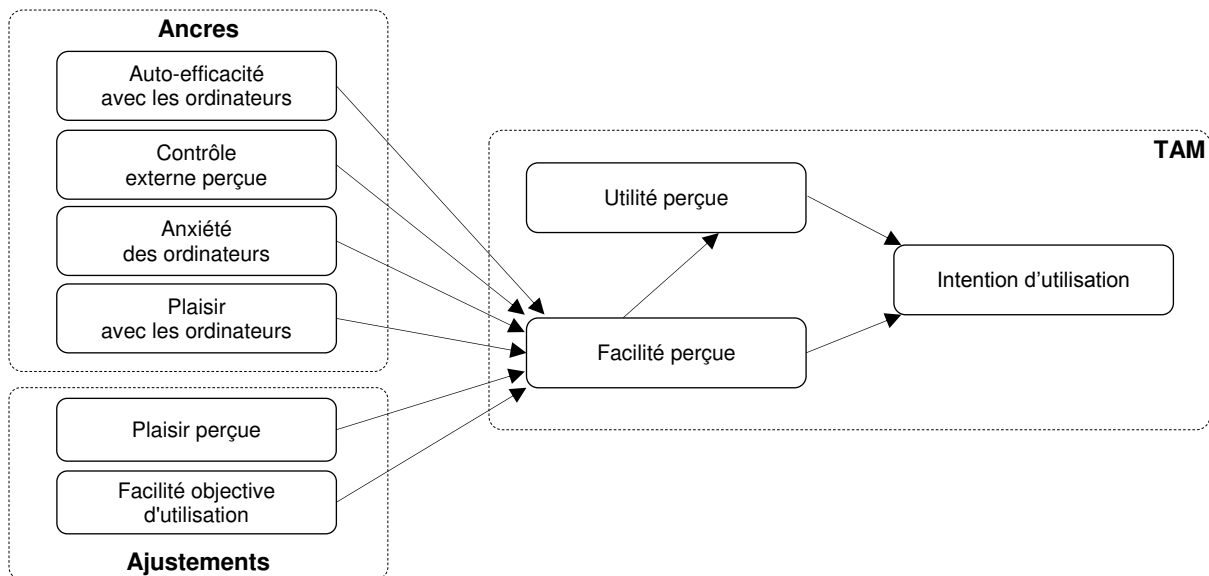 Ancres
Auto-efficacité
avec les ordinateurs
Contrôle
externe perçue
Anxiété
des ordinateurs
Plaisir
avec les ordinateurs
Plaisir perçue
Facilité objective
d'utilisation
Ajustements
TAM
Utilité perçue
Facilité perçue
Intention d’utilisation